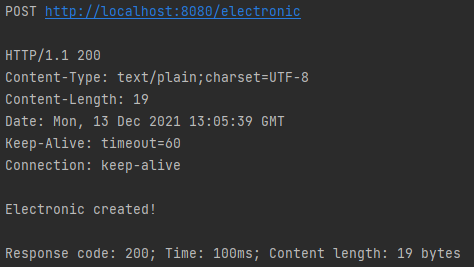 POST http://localhost:8080/electronic
HTTP/1.1 200
Content-Type: text/plain;charset=UTF-8
Content-Length: 19
Date: Mon, 13 Dec 2021 13:05:39 GMT
Keep-Alive: timeout=60
Connection: keep-alive
Electronic created!
Response code: 200; Time: 100ms; Content length: 19 bytes